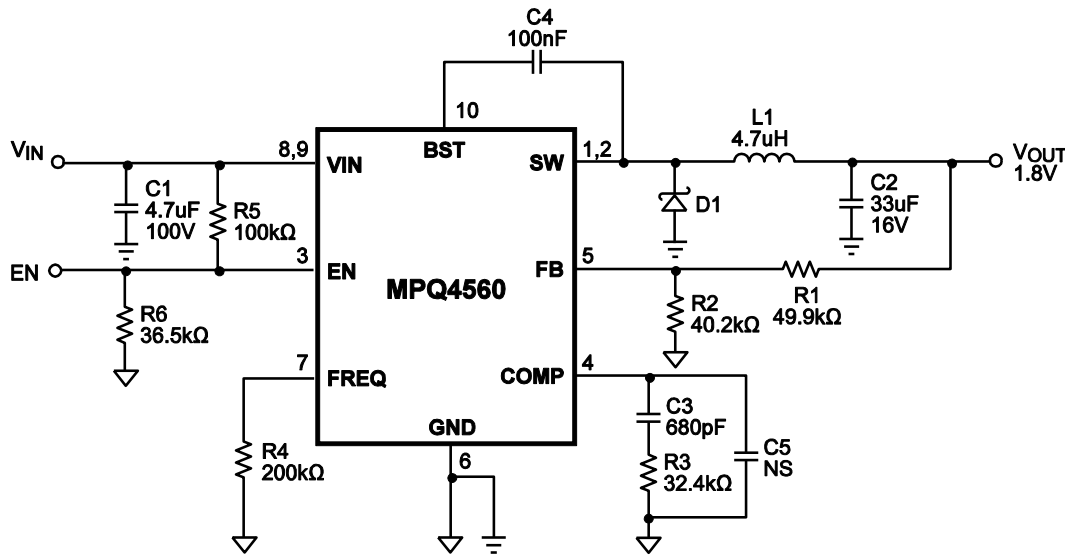 C4
100nF
10
BST
VIN
8,9
VIN
C1
4.7uF
100V
R5
100kΩ
EN
3
EN
R6
36.5kΩ
7
FREQ
R4
200kΩ
MPQ4560
GND
6
1,2
SW
L1
4.7uH
VOUT
1.8V
D1
C2
33uF
16V
5
FB
R2
40.2kΩ
R1
49.9kΩ
4
COMP
C3
680pF
R3
32.4kΩ
C5
NS